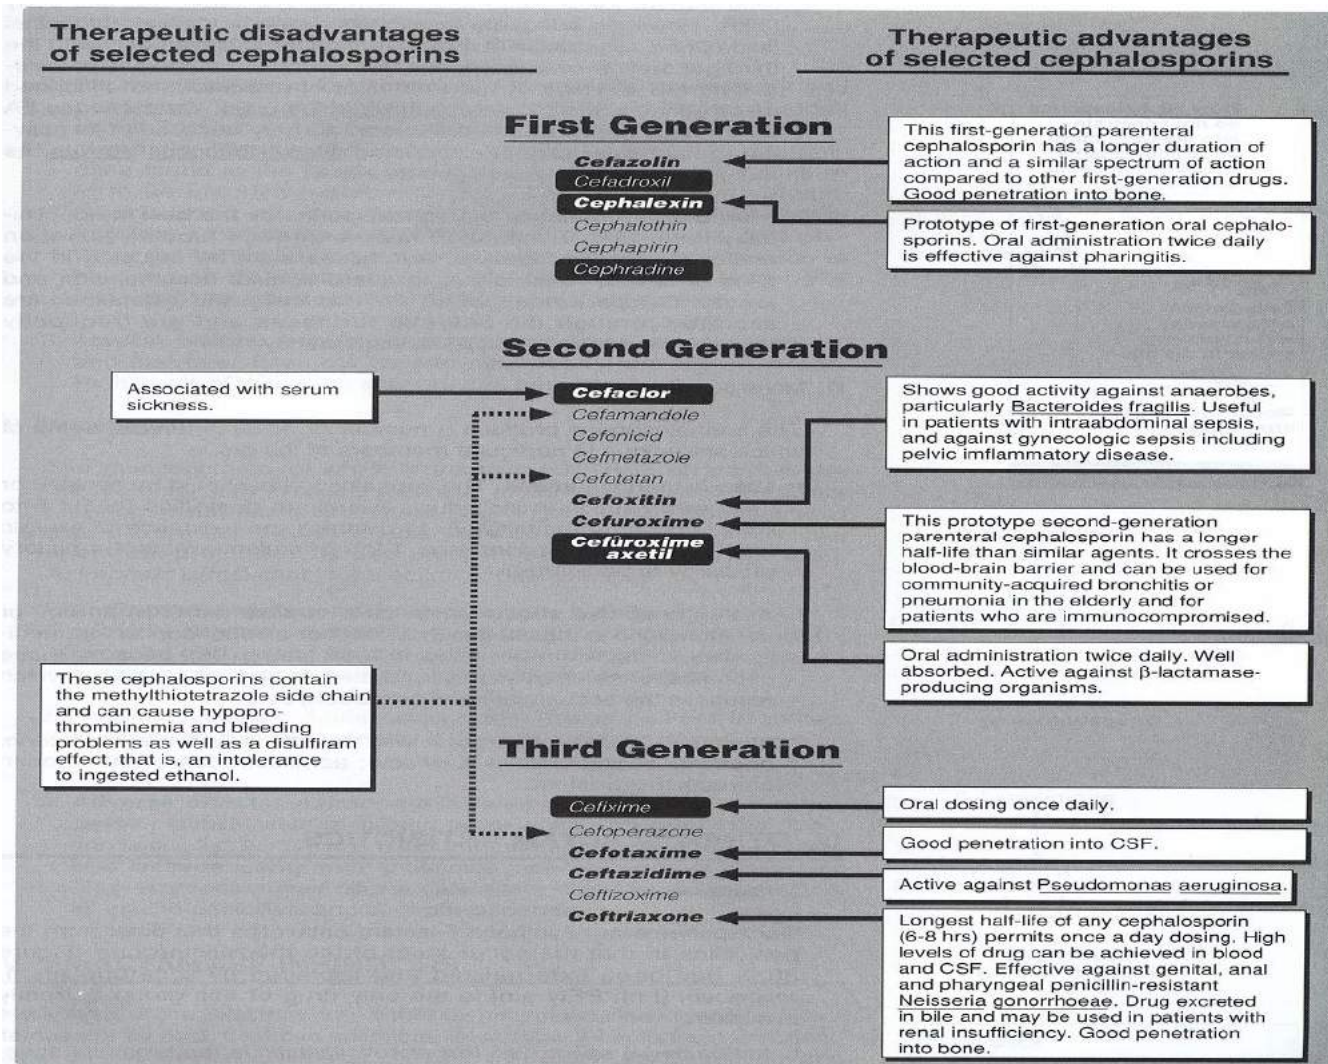 Therapeutic disadvantages
of selected cephalosporins
Therapeutic advantages
of selected cephalosporins
First Generation
Cefazolin
Cefadroxil
Cephalexin
Cephalothin
Cephapirin
Cephradine
This first-generation parenteral
cephalosporin has a longer duration of
action and a similar spectrum of action
compared to other first-generation drugs.
Good penetration into bone.
Prototype of first-generation oral cephalo-
sporins. Oral administration twice daily
is effective against pharingitis.
Second Generation
Associated with serum
sickness.
Cefaclor
Cefamandole
Cefonicid
Cefmetazole
Cefotetan
Cefoxitin
Cefuroxime
Cefüroxime
axetil
Shows good activity against anaerobes,
particularly Bacteroides fragilis. Useful
in patients with intraabdominal sepsis,
and against gynecologic sepsis including
pelvic imflammatory disease.
This prototype second-generation
parenteral cephalosporin has a longer
half-life than similar agents. It crosses the
blood-brain barrier and can be used for
community-acquired bronchitis or
pneumonia in the elderly and for
patients who are immunocompromised.
Oral administration twice daily. Well
absorbed. Active against β-lactamase-
producing organisms.
These cephalosporins contain
the methylthiotetrazole side chain
and can cause hypopro-
thrombinemia and bleeding
problems as well as a disulfiram
effect, that is, an intolerance
to ingested ethanol.
Third Generation
Cefixime
Cefoperazone
Cefotaxime
Ceftazidime
Ceftizoxime
Ceftriaxone
Oral dosing once daily.
Good penetration into CSF.
Active against Pseudomonas aeruginosa.
Longest half-life of any cephalosporin
(6-8 hrs) permits once a day dosing. High
levels of drug can be achieved in blood
and CSF. Effective against genital, anal
and pharyngeal penicillin-resistant
Neisseria gonorrhoeae. Drug excreted
in bile and may be used in patients with
renal insufficiency. Good penetration
into bone.